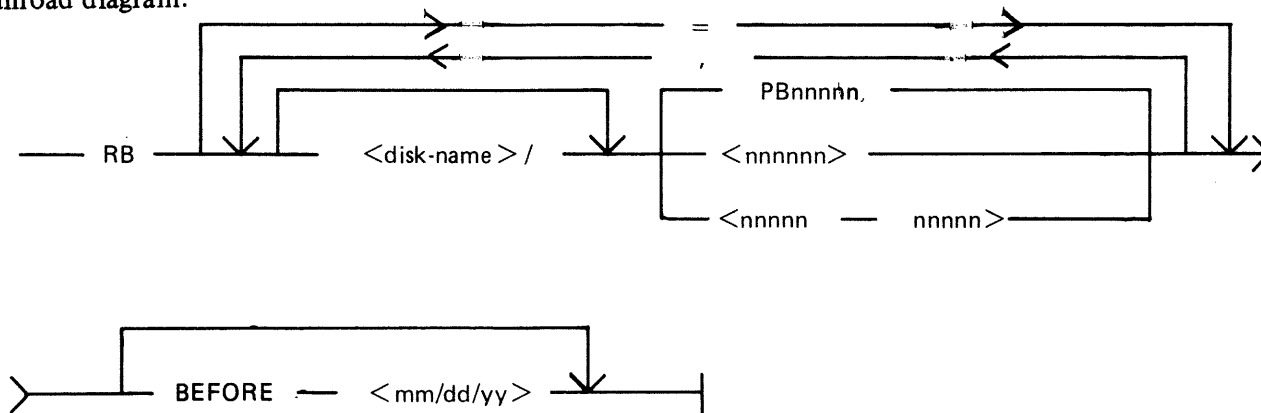 railroad diagram:
=
,
PBnnnnn,
RB <disk-name>/ <nnnnnn>
<nnnnn — nnnnn>
BEFORE — <mm/dd/yy>